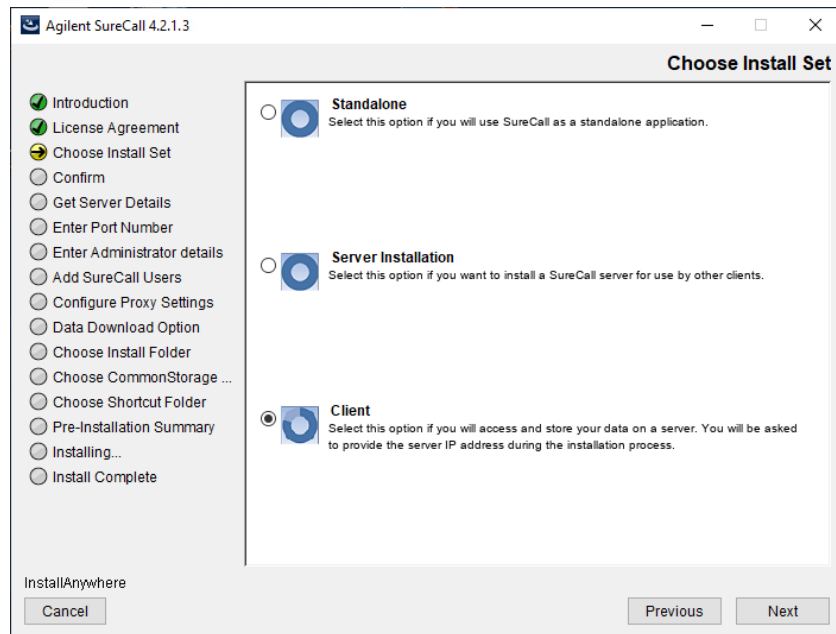 Agilent SureCall 4.2.1.3
Choose Install Set
Introduction
License Agreement
Choose Install Set
Confirm
Get Server Details
Enter Port Number
Enter Administrator details
Add SureCall Users
Configure Proxy Settings
Data Download Option
Choose Install Folder
Choose CommonStorage ...
Choose Shortcut Folder
Pre-Installation Summary
Installing...
Install Complete
Standalone
Select this option if you will use SureCall as a standalone application.
Server Installation
Select this option if you want to install a SureCall server for use by other clients.
Client
Select this option if you will access and store your data on a server. You will be asked
to provide the server IP address during the installation process.
InstallAnywhere
Cancel
Previous
Next